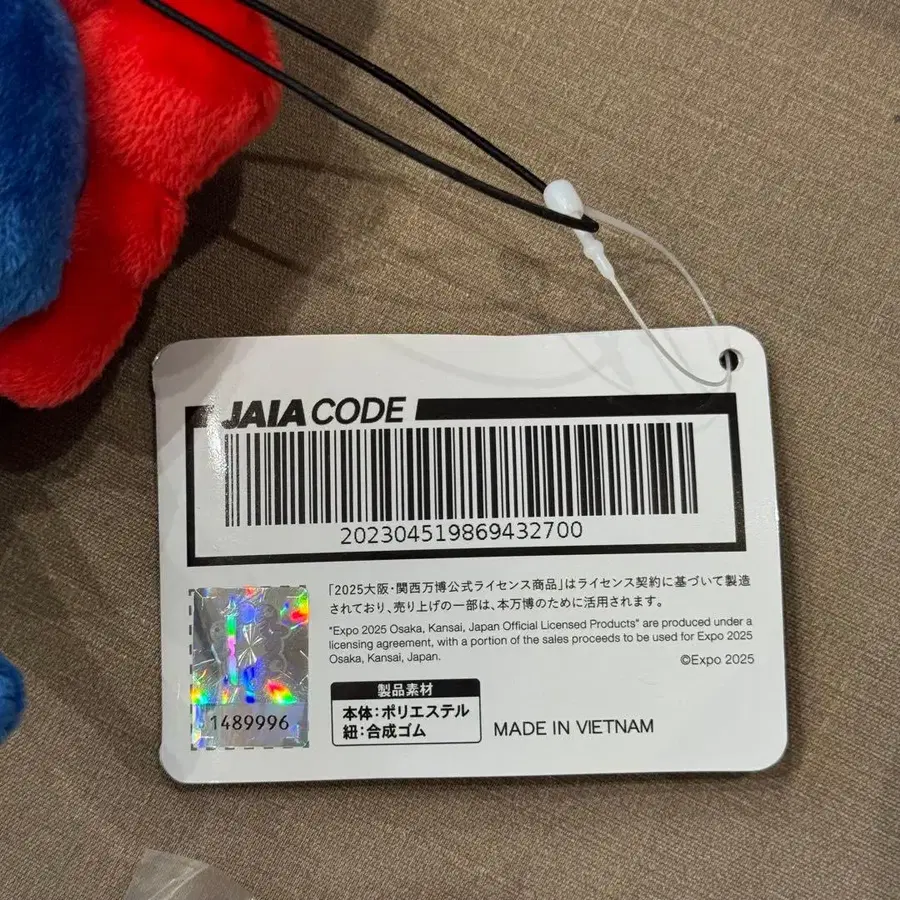 JAIA CODE
202304519869432700
「2025大阪・関西万博公式ライセンス商品」はライセンス契約に基づいて製造
されており、売り上げの一部は、本万博のために活用されます。
"Expo 2025 Osaka, Kansai, Japan Official Licensed Products" are produced under a
licensing agreement, with a portion of the sales proceeds to be used for Expo 2025
Osaka, Kansai, Japan.
©Expo 2025
1489996
製品素材
本体：ポリエステル
紐：合成ゴム
MADE IN VIETNAM